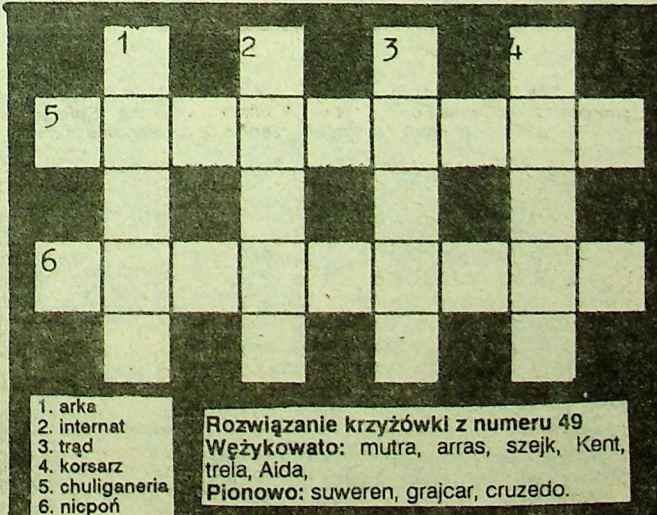 1 2 3 4
5
6
1. arka
2. internat
3. trąd
4. korsarz
5. chuliganeria
6. nicpoń
Rozwiązanie krzyżówki z numeru 49
Wężykowato: mutra, arras, szejk, Kent,
trela, Aida,
Pionowo: suweren, grajcar, cruzedo.